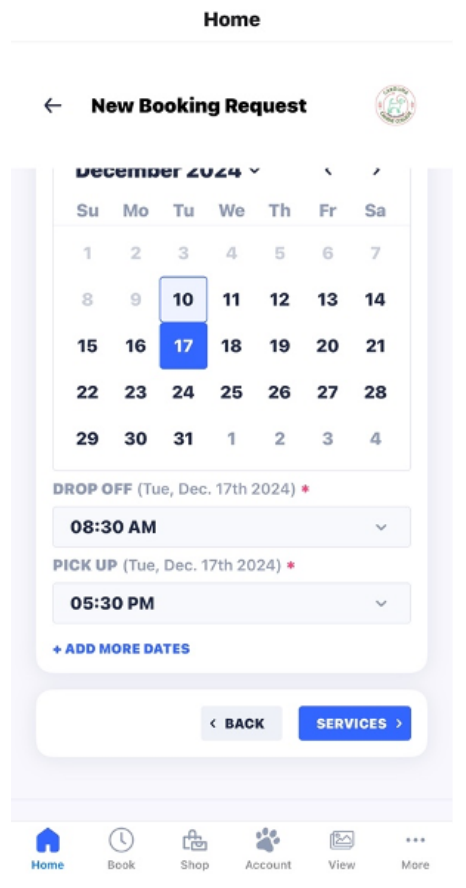 Home
New Booking Request
December 2024
Su Mo Tu We Th Fr Sa
1 2 3 4 5 6 7
8 9 10 11 12 13 14
15 16 17 18 19 20 21
22 23 24 25 26 27 28
29 30 31 1 2 3 4
DROP OFF (Tue, Dec. 17th 2024) *
08:30 AM
PICK UP (Tue, Dec. 17th 2024) *
05:30 PM
+ ADD MORE DATES
< BACK SERVICES >
Home Book Shop Account View More